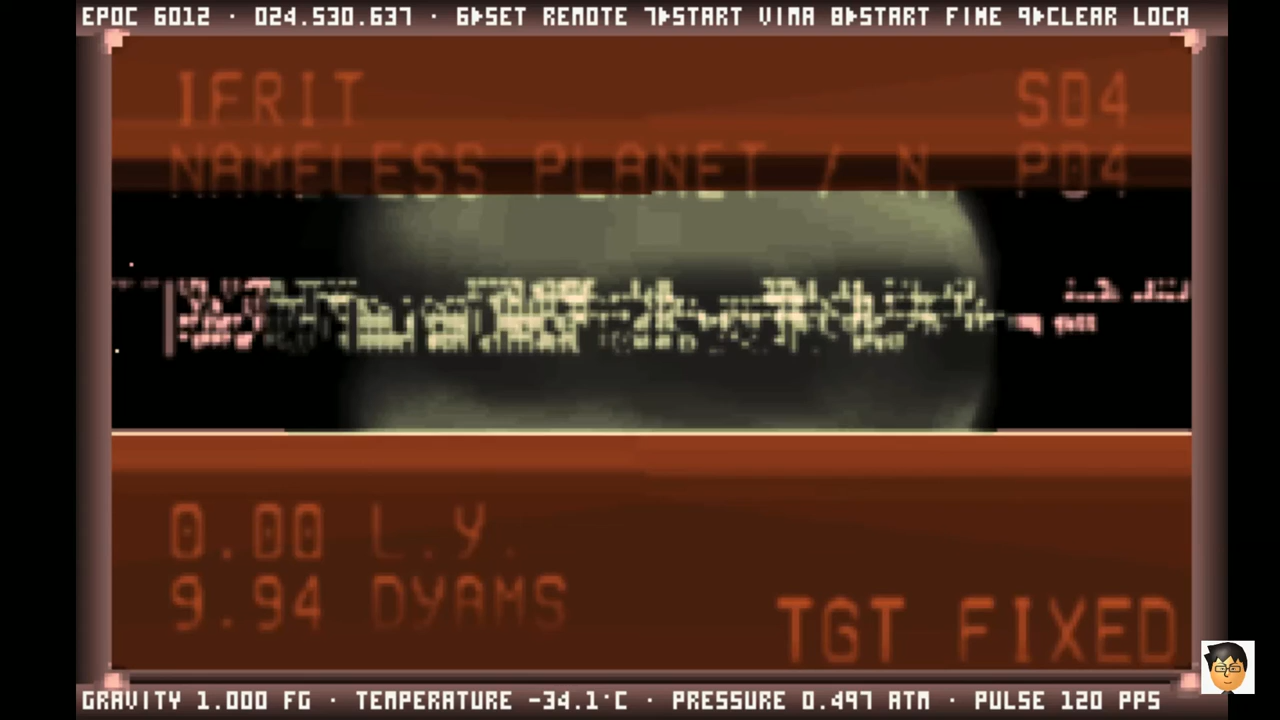 EPOC 6012 · 024.530.637 · 6▸SET REMOTE 7▸START VIMA 8▸START FIME 9▸CLEAR LOCA
IFRIT S04
NAMELESS PLANET / N. P04
0.00 L.Y.
9.94 DYAMS
TGT FIXED
GRAVITY 1.000 FG · TEMPERATURE -34.1°C · PRESSURE 0.497 ATM · PULSE 120 PPS